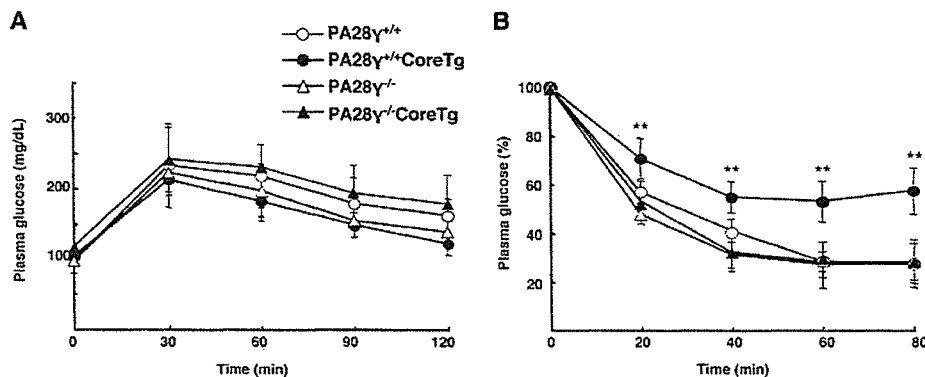 A
PA28γ+/+
PA28γ+/+CoreTg
PA28γ-/-
PA28γ-/-CoreTg
Plasma glucose (mg/dL)
300
200
100
0
30
60
90
120
Time (min)
B
Plasma glucose (%)
100
80
60
40
20
**
**
**
**
0
20
40
60
80
Time (min)